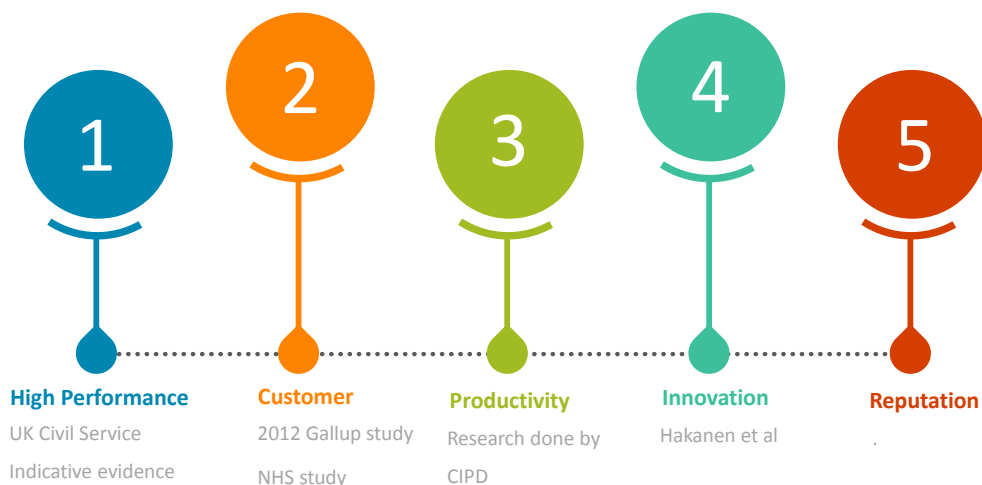 1
2
3
4
5
High Performance
UK Civil Service
Indicative evidence
Customer
2012 Gallup study
NHS study
Productivity
Research done by
CIPD
Innovation
Hakanen et al
Reputation
.